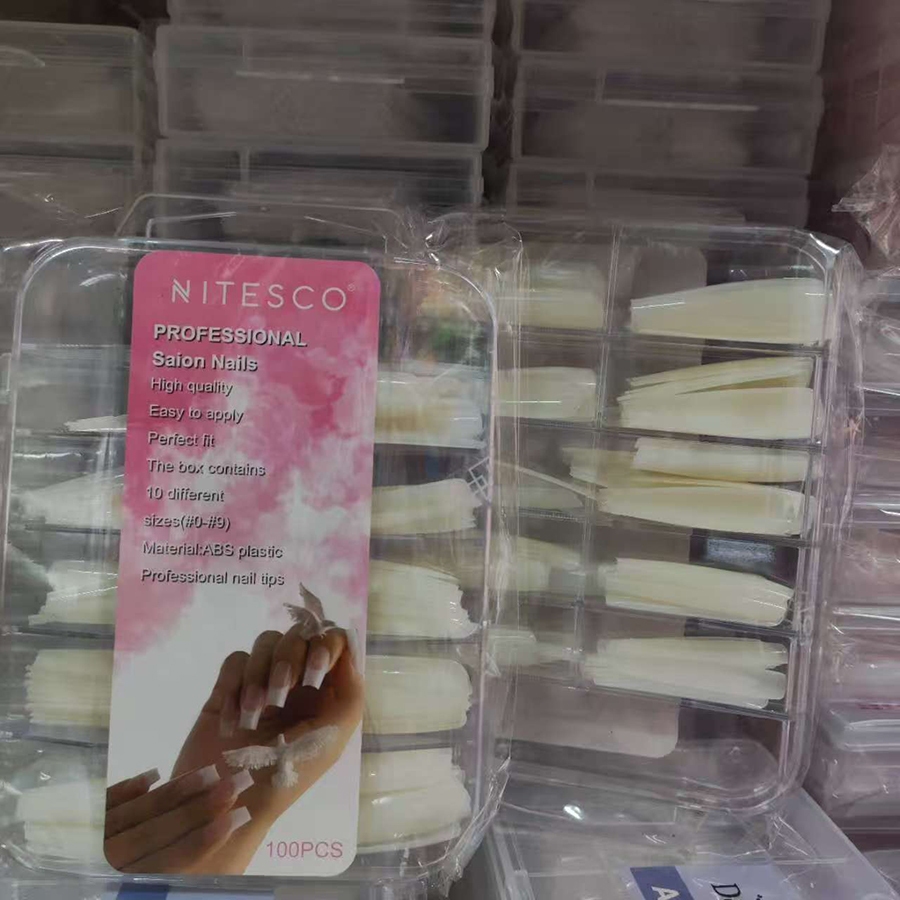 NITESCO®
PROFESSIONAL
Saion Nails
High quality
Easy to apply
Perfect fit
The box contains
10 different
sizes(#0-#9)
Material:ABS plastic
Professional nail tips
100PCS